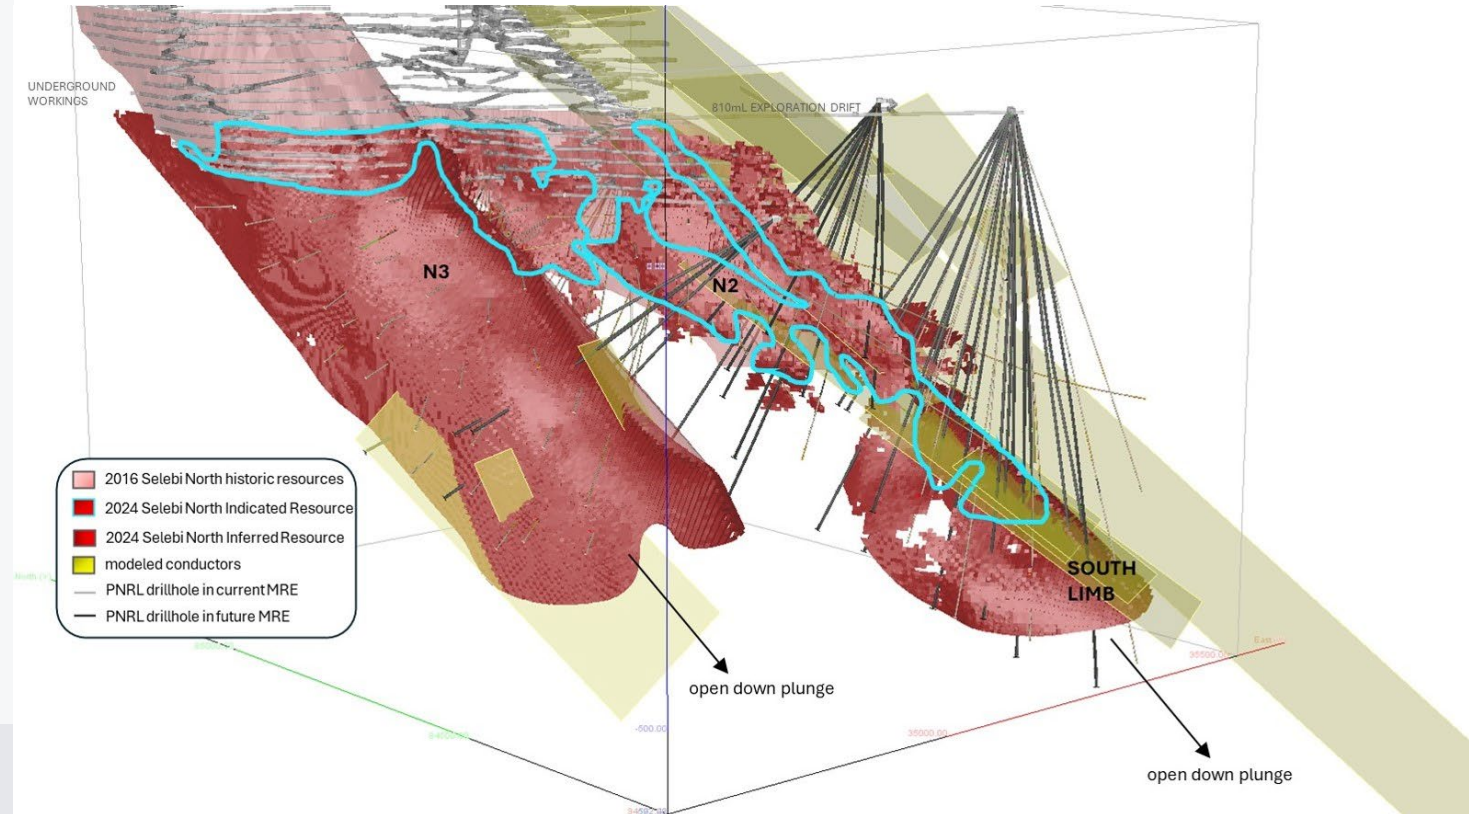 UNDERGROUND
WORKINGS
810mL EXPLORATION DRIFT
N3
N2
2016 Selebi North historic resources
2024 Selebi North Indicated Resource
2024 Selebi North Inferred Resource
modeled conductors
PNRL drillhole in current MRE
PNRL drillhole in future MRE
SOUTH
LIMB
open down plunge
open down plunge
North (Y)
East
-500.00
35000.00